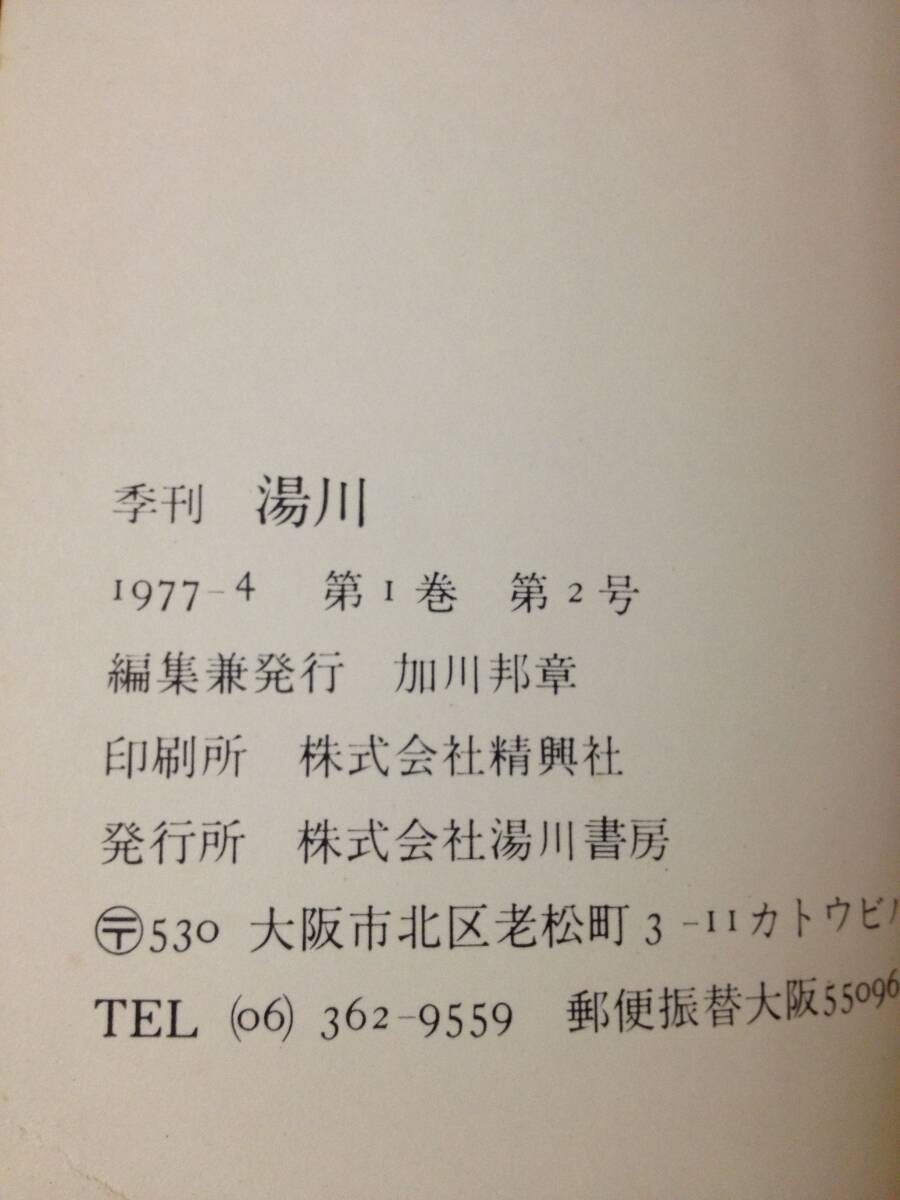 季刊 湯川
1977-4 第1巻 第2号
編集兼発行 加川邦章
印刷所 株式会社精興社
発行所 株式会社湯川書房
〶530 大阪市北区老松町3-11カトウビル
TEL (06) 362-9559 郵便振替大阪55096